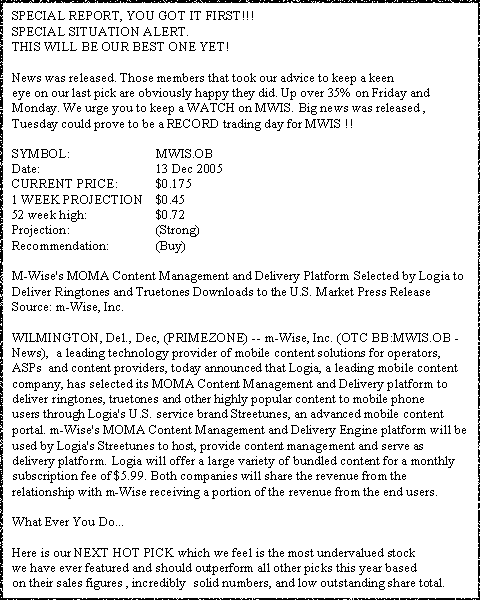 SPECIAL REPORT, YOU GOT IT FIRST!!!
SPECIAL SITUATION ALERT.
THIS WILL BE OUR BEST ONE YET!
News was released. Those members that took our advice to keep a keen
eye on our last pick are obviously happy they did. Up over 35% on Friday and
Monday. We urge you to keep a WATCH on MWIS. Big news was released ,
Tuesday could prove to be a RECORD trading day for MWIS !!
SYMBOL: MWIS.OB
Date: 13 Dec 2005
CURRENT PRICE: $0.175
1 WEEK PROJECTION $0.45
52 week high: $0.72
Projection: (Strong)
Recommendation: (Buy)
M-Wise's MOMA Content Management and Delivery Platform Selected by Logia to
Deliver Ringtones and Truetones Downloads to the U.S. Market Press Release
Source: m-Wise, Inc.
WILMINGTON, Del., Dec, (PRIMEZONE) -- m-Wise, Inc. (OTC BB:MWIS.OB -
News), a leading technology provider of mobile content solutions for operators,
ASPs and content providers, today announced that Logia, a leading mobile content
company, has selected its MOMA Content Management and Delivery platform to
deliver ringtones, truetones and other highly popular content to mobile phone
users through Logia's U.S. service brand Streetunes, an advanced mobile content
portal. m-Wise's MOMA Content Management and Delivery Engine platform will be
used by Logia's Streetunes to host, provide content management and serve as
delivery platform. Logia will offer a large variety of bundled content for a monthly
subscription fee of $5.99. Both companies will share the revenue from the
relationship with m-Wise receiving a portion of the revenue from the end users.
What Ever You Do...
Here is our NEXT HOT PICK which we feel is the most undervalued stock
we have ever featured and should outperform all other picks this year based
on their sales figures , incredibly solid numbers, and low outstanding share total.